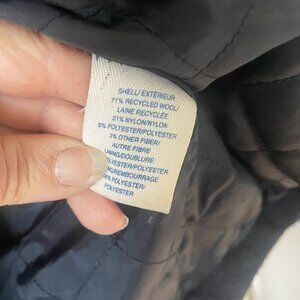 SHELL/ EXTÉRIEUR
71% RECYCLED WOOL/
LAINE RECYCLÉE
21% NYLON/NYLON
5% POLYESTER/POLYESTER
3% OTHER FIBER/
AUTRE FIBRE
LINING/DOUBLURE
POLYESTER/POLYESTER
REMBOURRAGE
POLYESTER/
POLYESTER